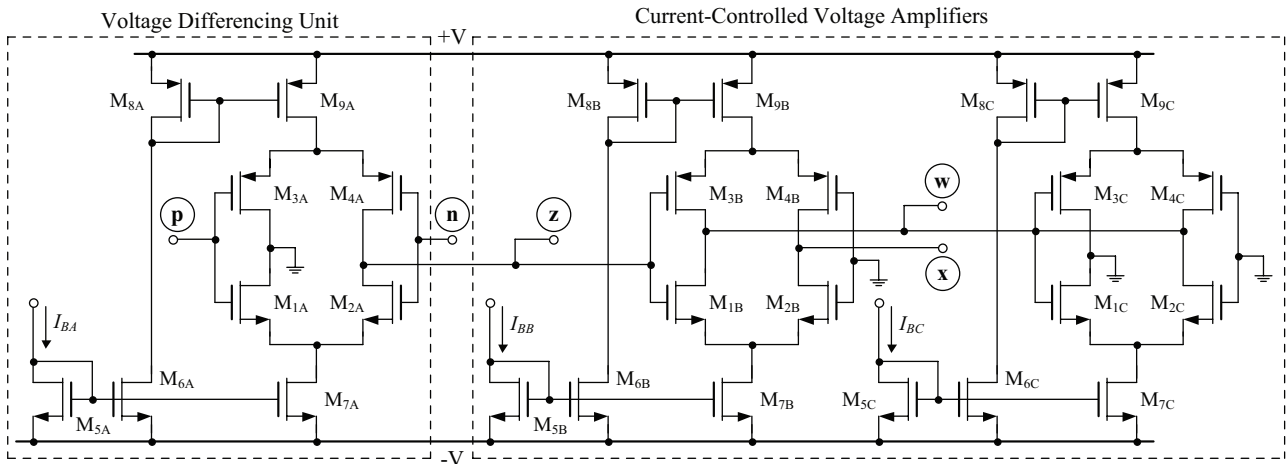 Voltage Differencing Unit
Current-Controlled Voltage Amplifiers
+V
M8A M9A M8B M9B M8C M9C
M3A M4A M3B M4B M3C M4C
p n z w x
M1A M2A M1B M2B M1C M2C
IBA IBB IBC
M6A M6B M6C
M5A M7A M5B M7B M5C M7C
-V